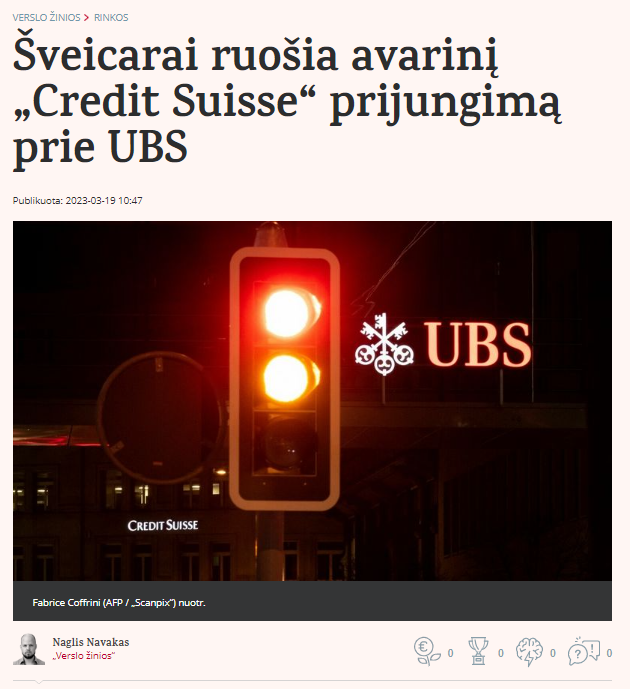 VERSLO ŽINIOS > RINKOS
Šveicarai ruošia avarinį
„Credit Suisse“ prijungimą
prie UBS
Publikuota: 2023-03-19 10:47
UBS
CREDIT SUISSE
Fabrice Coffrini (AFP / „Scanpix“) nuotr.
Naglis Navakas
„Verslo žinios“
0 0 0 0